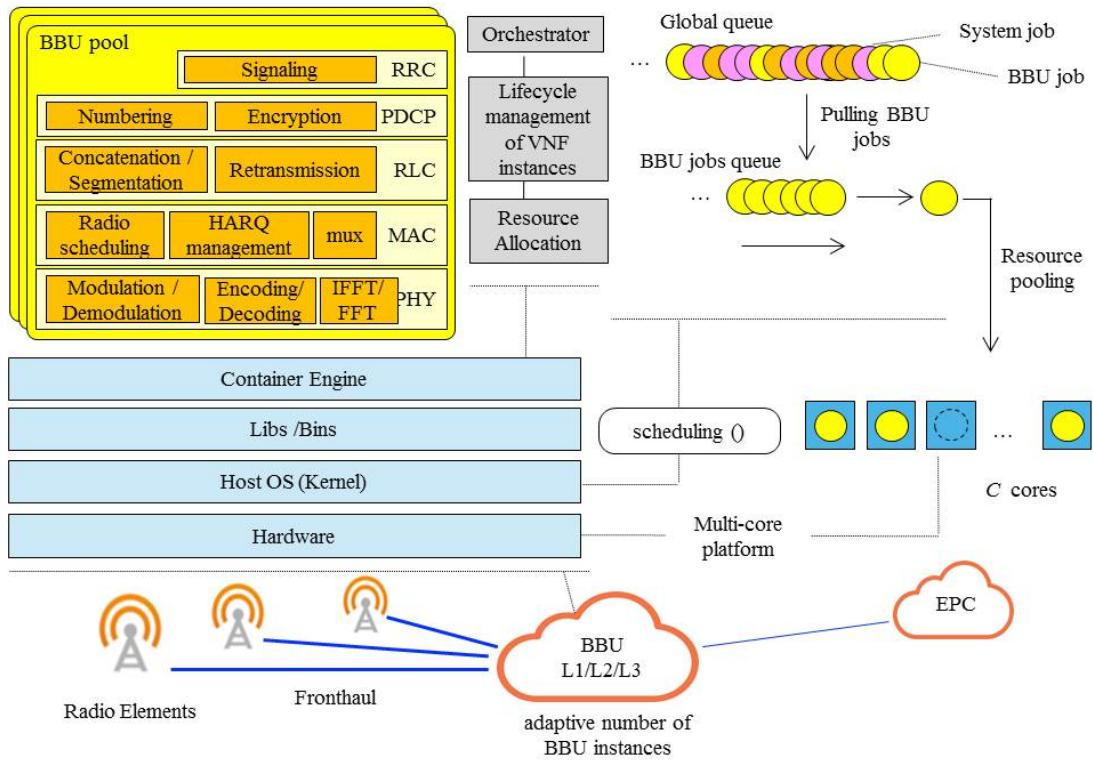 BBU pool
Signaling
RRC
Numbering
Encryption
PDCP
Concatenation /
Segmentation
Retransmission
RLC
Radio
scheduling
HARQ
management
mux
MAC
Modulation /
Demodulation
Encoding/
Decoding
IFFT/
FFT
PHY
Orchestrator
Lifecycle
management
of VNF
instances
Resource
Allocation
Global queue
System job
...
BBU job
Pulling BBU
jobs
BBU jobs queue
...
Resource
pooling
Container Engine
Libs /Bins
Host OS (Kernel)
Hardware
scheduling ()
...
C cores
Multi-core
platform
Radio Elements
Fronthaul
BBU
L1/L2/L3
adaptive number of
BBU instances
EPC